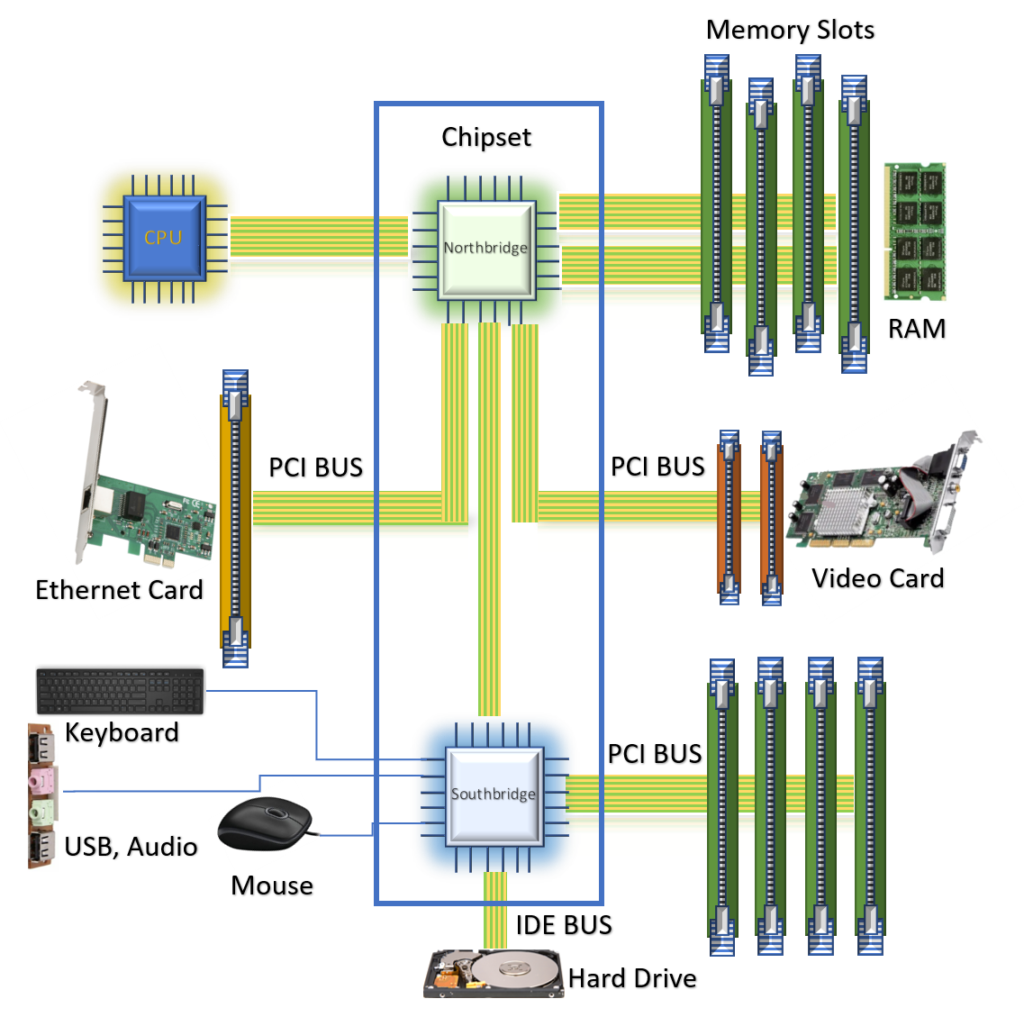 Memory Slots
Chipset
CPU
Northbridge
RAM
PCI BUS
PCI BUS
Ethernet Card
Video Card
Keyboard
PCI BUS
Southbridge
USB, Audio
Mouse
IDE BUS
Hard Drive